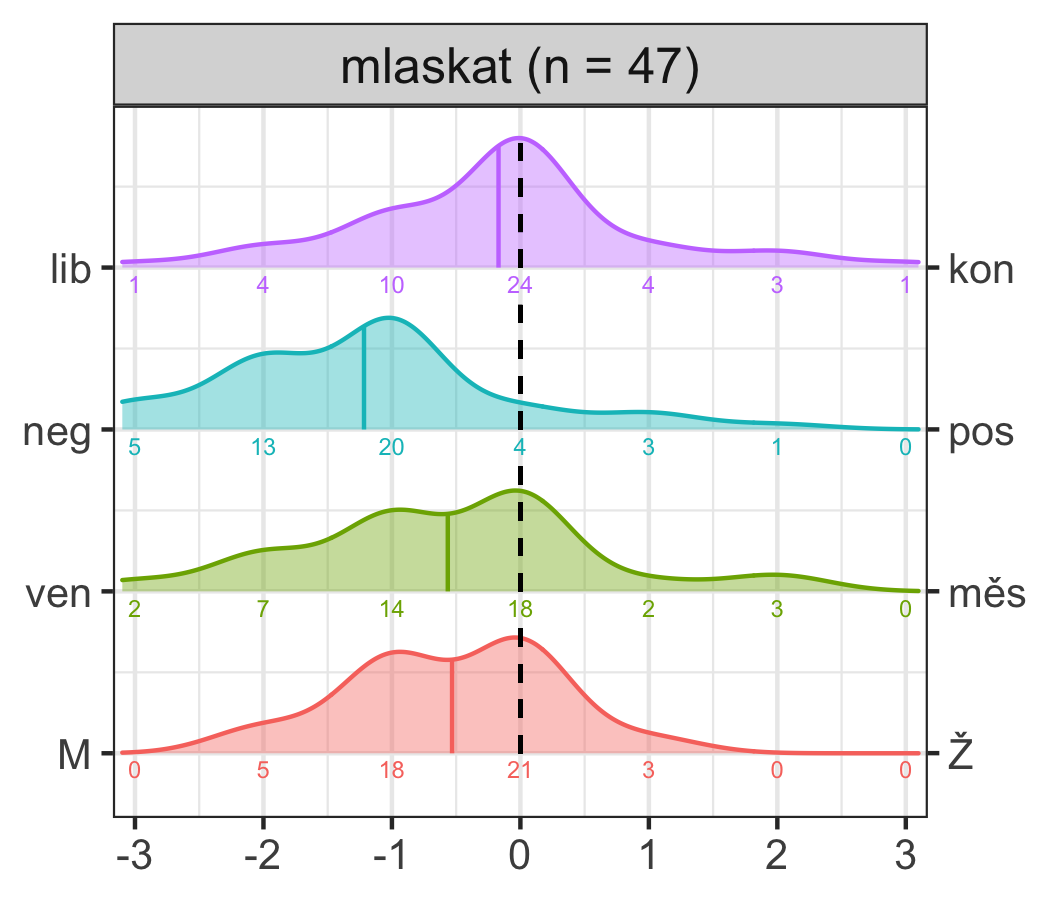 mlaskat (n = 47)
lib kon
1 4 10 24 4 3 1
neg pos
5 13 20 4 3 1 0
ven měs
2 7 14 18 2 3 0
M Ž
0 5 18 21 3 0 0
-3 -2 -1 0 1 2 3